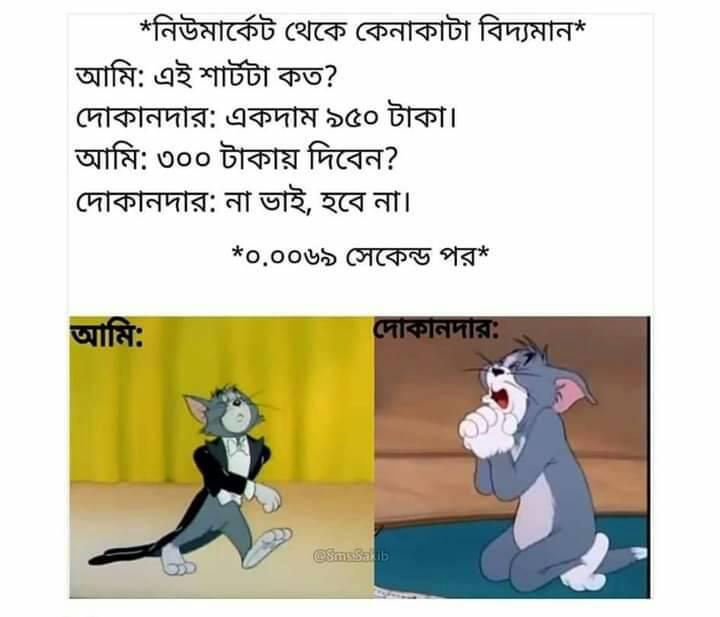 *নিউমার্কেট থেকে কেনাকাটা বিদ্যমান*
আমি: এই শার্টটা কত?
দোকানদার: একদাম ৯৫০ টাকা।
আমি: ৩০০ টাকায় দিবেন?
দোকানদার: না ভাই, হবে না।
*০.০০৬৯ সেকেন্ড পর*
আমি:
দোকানদার:
@SmsSakib